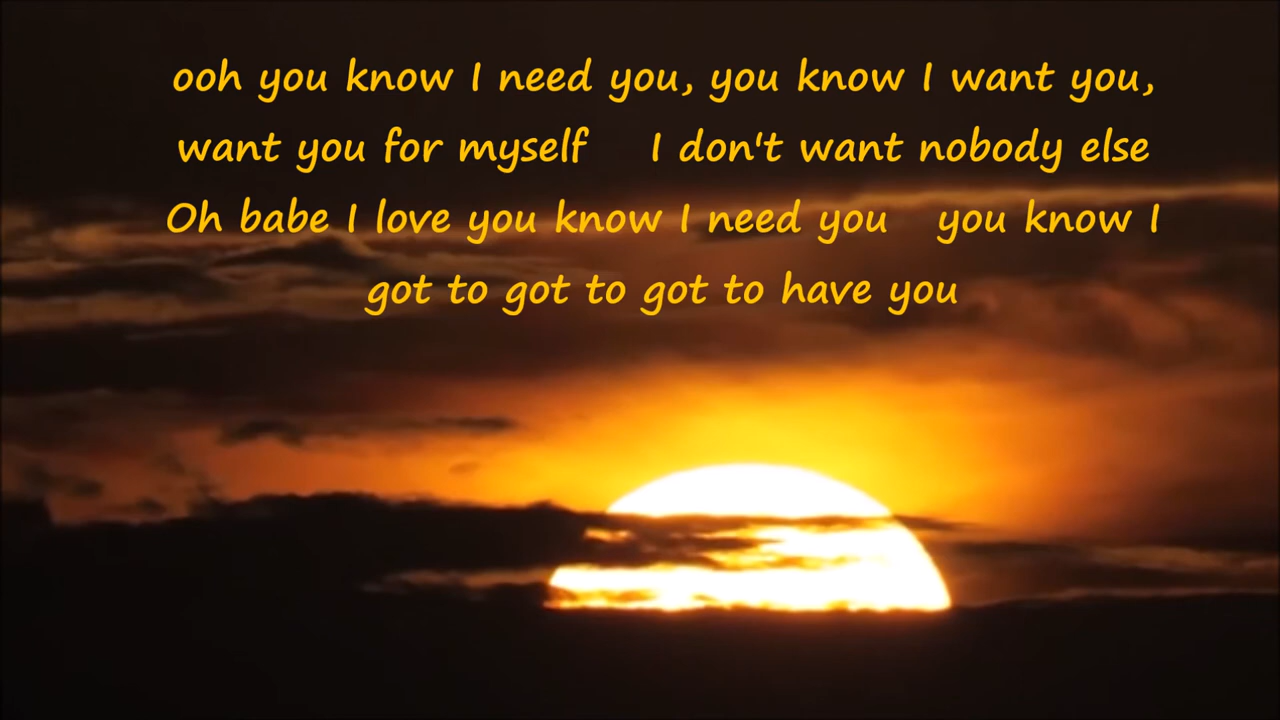 ooh you know I need you, you know I want you,
want you for myself I don't want nobody else
Oh babe I love you know I need you you know I
got to got to got to have you